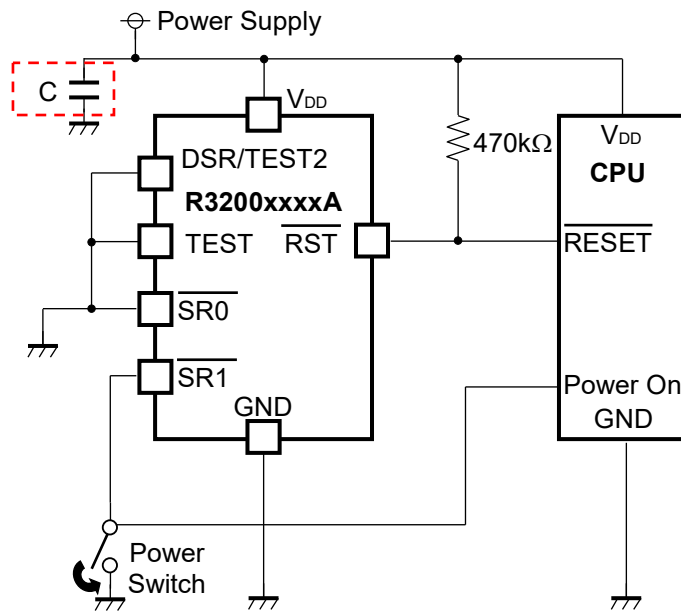 Power Supply
C
VDD
DSR/TEST2
R3200xxxxA
TEST
RST
SR0
SR1
GND
470kΩ
VDD
CPU
RESET
Power On
GND
Power
Switch